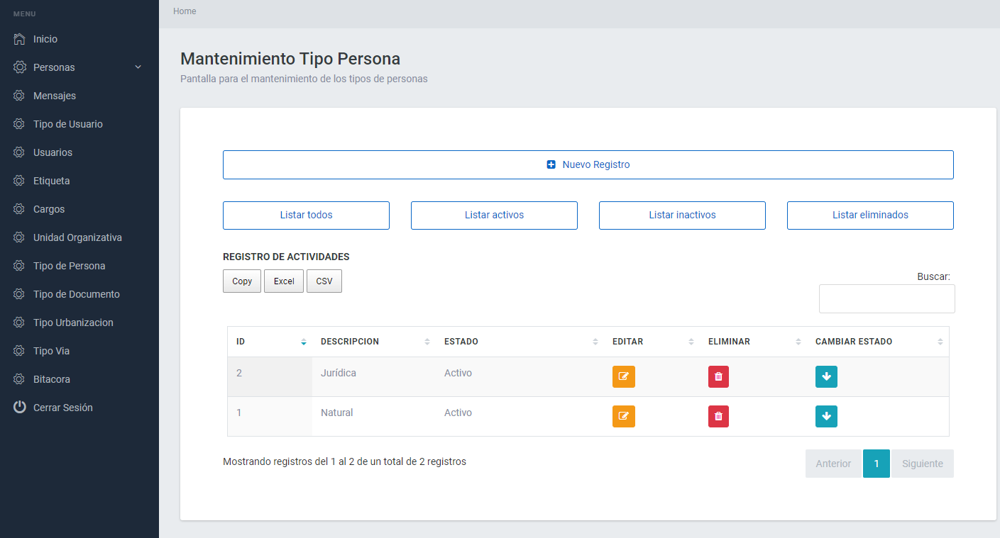 MENU
Inicio
Personas
Mensajes
Tipo de Usuario
Usuarios
Etiqueta
Cargos
Unidad Organizativa
Tipo de Persona
Tipo de Documento
Tipo Urbanizacion
Tipo Via
Bitacora
Cerrar Sesión
Home
Mantenimiento Tipo Persona
Pantalla para el mantenimiento de los tipos de personas
Nuevo Registro
Listar todos Listar activos Listar inactivos Listar eliminados
REGISTRO DE ACTIVIDADES
Copy Excel CSV
Buscar:
ID DESCRIPCION ESTADO EDITAR ELIMINAR CAMBIAR ESTADO
2 Jurídica Activo
1 Natural Activo
Mostrando registros del 1 al 2 de un total de 2 registros
Anterior 1 Siguiente